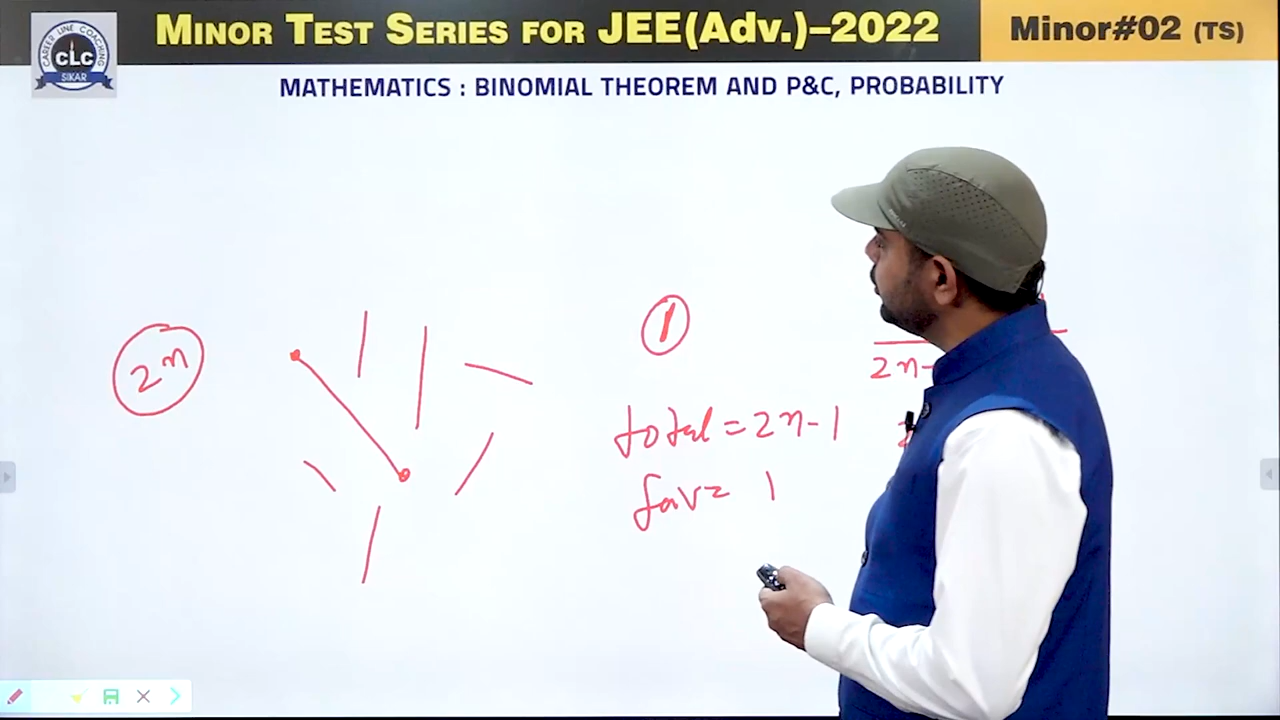 MINOR TEST SERIES FOR JEE(Adv.)–2022
Minor#02 (TS)
CAREER LINE COACHING
CLC
SIKAR
MATHEMATICS : BINOMIAL THEOREM AND P&C, PROBABILITY
1
2n
2n-
total = 2n-1
fav= 1